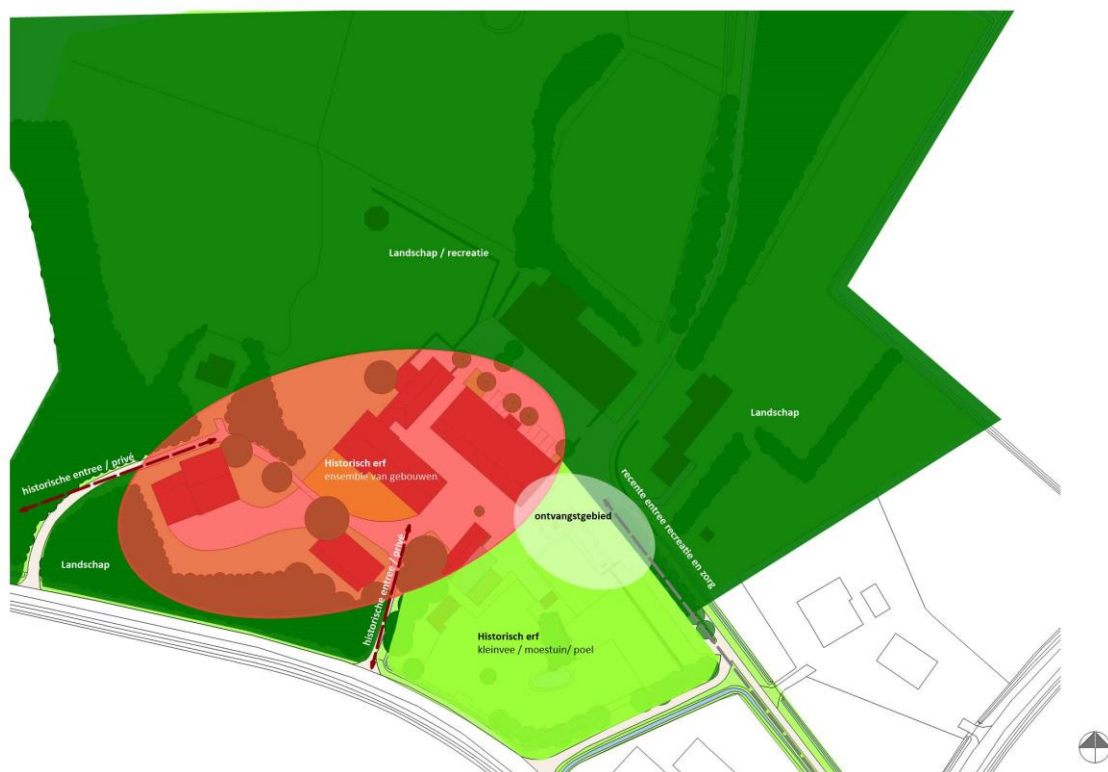 Landschap / recreatie
Landschap
recente entree recreatie en zorg
historische entree / privé
Historisch erf
ensemble van gebouwen
ontvangstgebied
Landschap
historische entree / privé
Historisch erf
kleinvee / moestuin/ poel